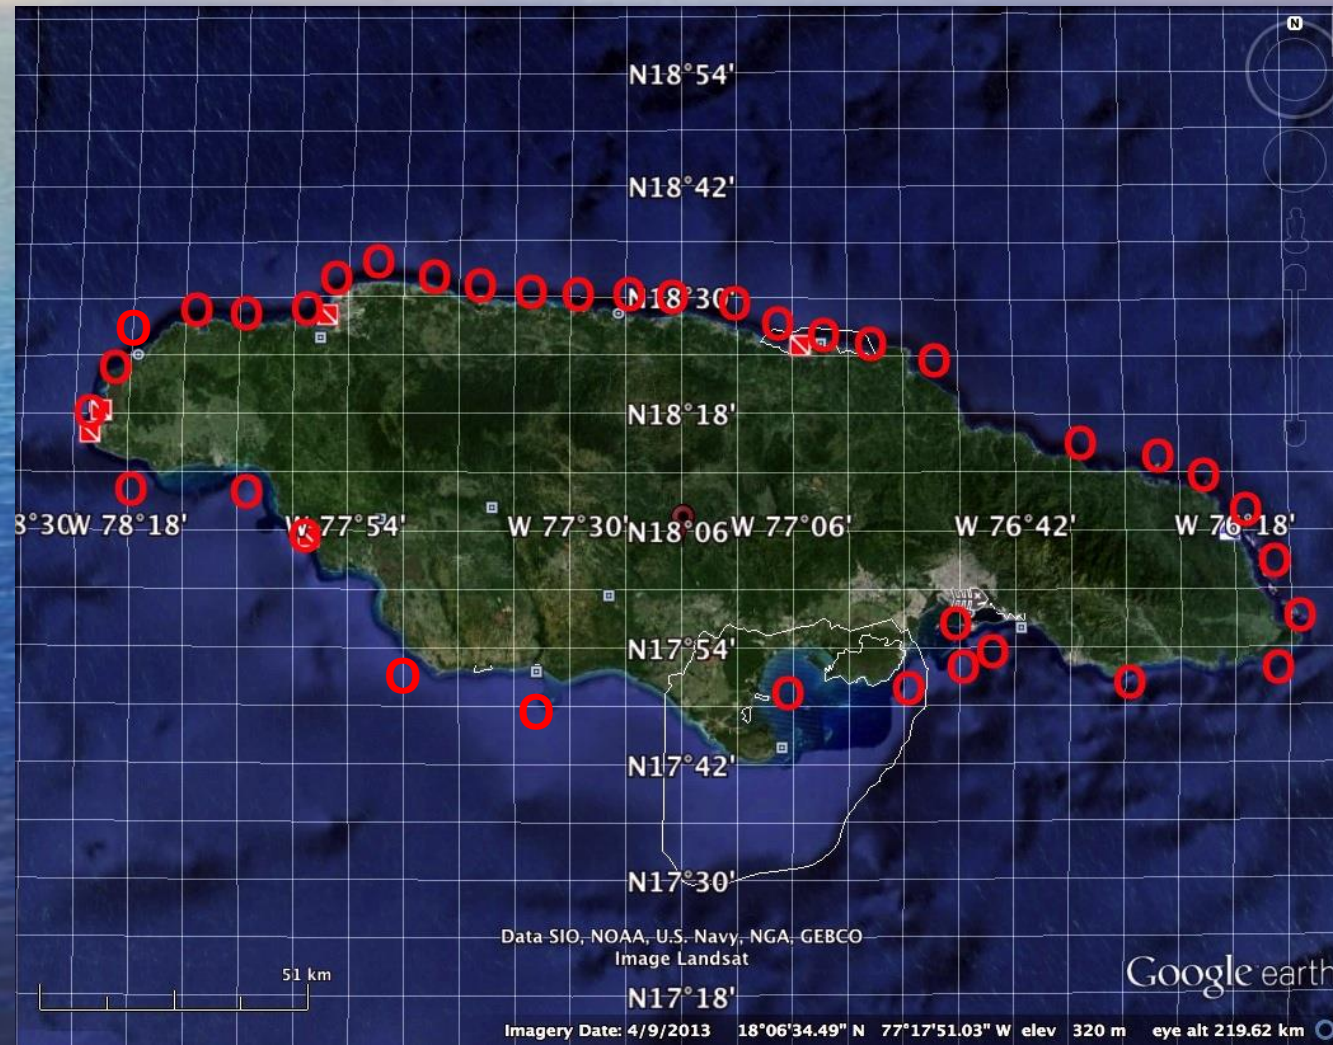 N
N18°54'
N18°42'
N18°30'
N18°18'
8°30 W 78°18' W 77°54' W 77°30' N18°06 W 77°06' W 76°42' W 76°18'
N17°54'
N17°42'
N17°30'
Data SIO, NOAA, U.S. Navy, NGA, GEBCO
Image Landsat
51 km
Google earth
N17°18'
Imagery Date: 4/9/2013 18°06'34.49" N 77°17'51.03" W elev 320 m eye alt 219.62 km